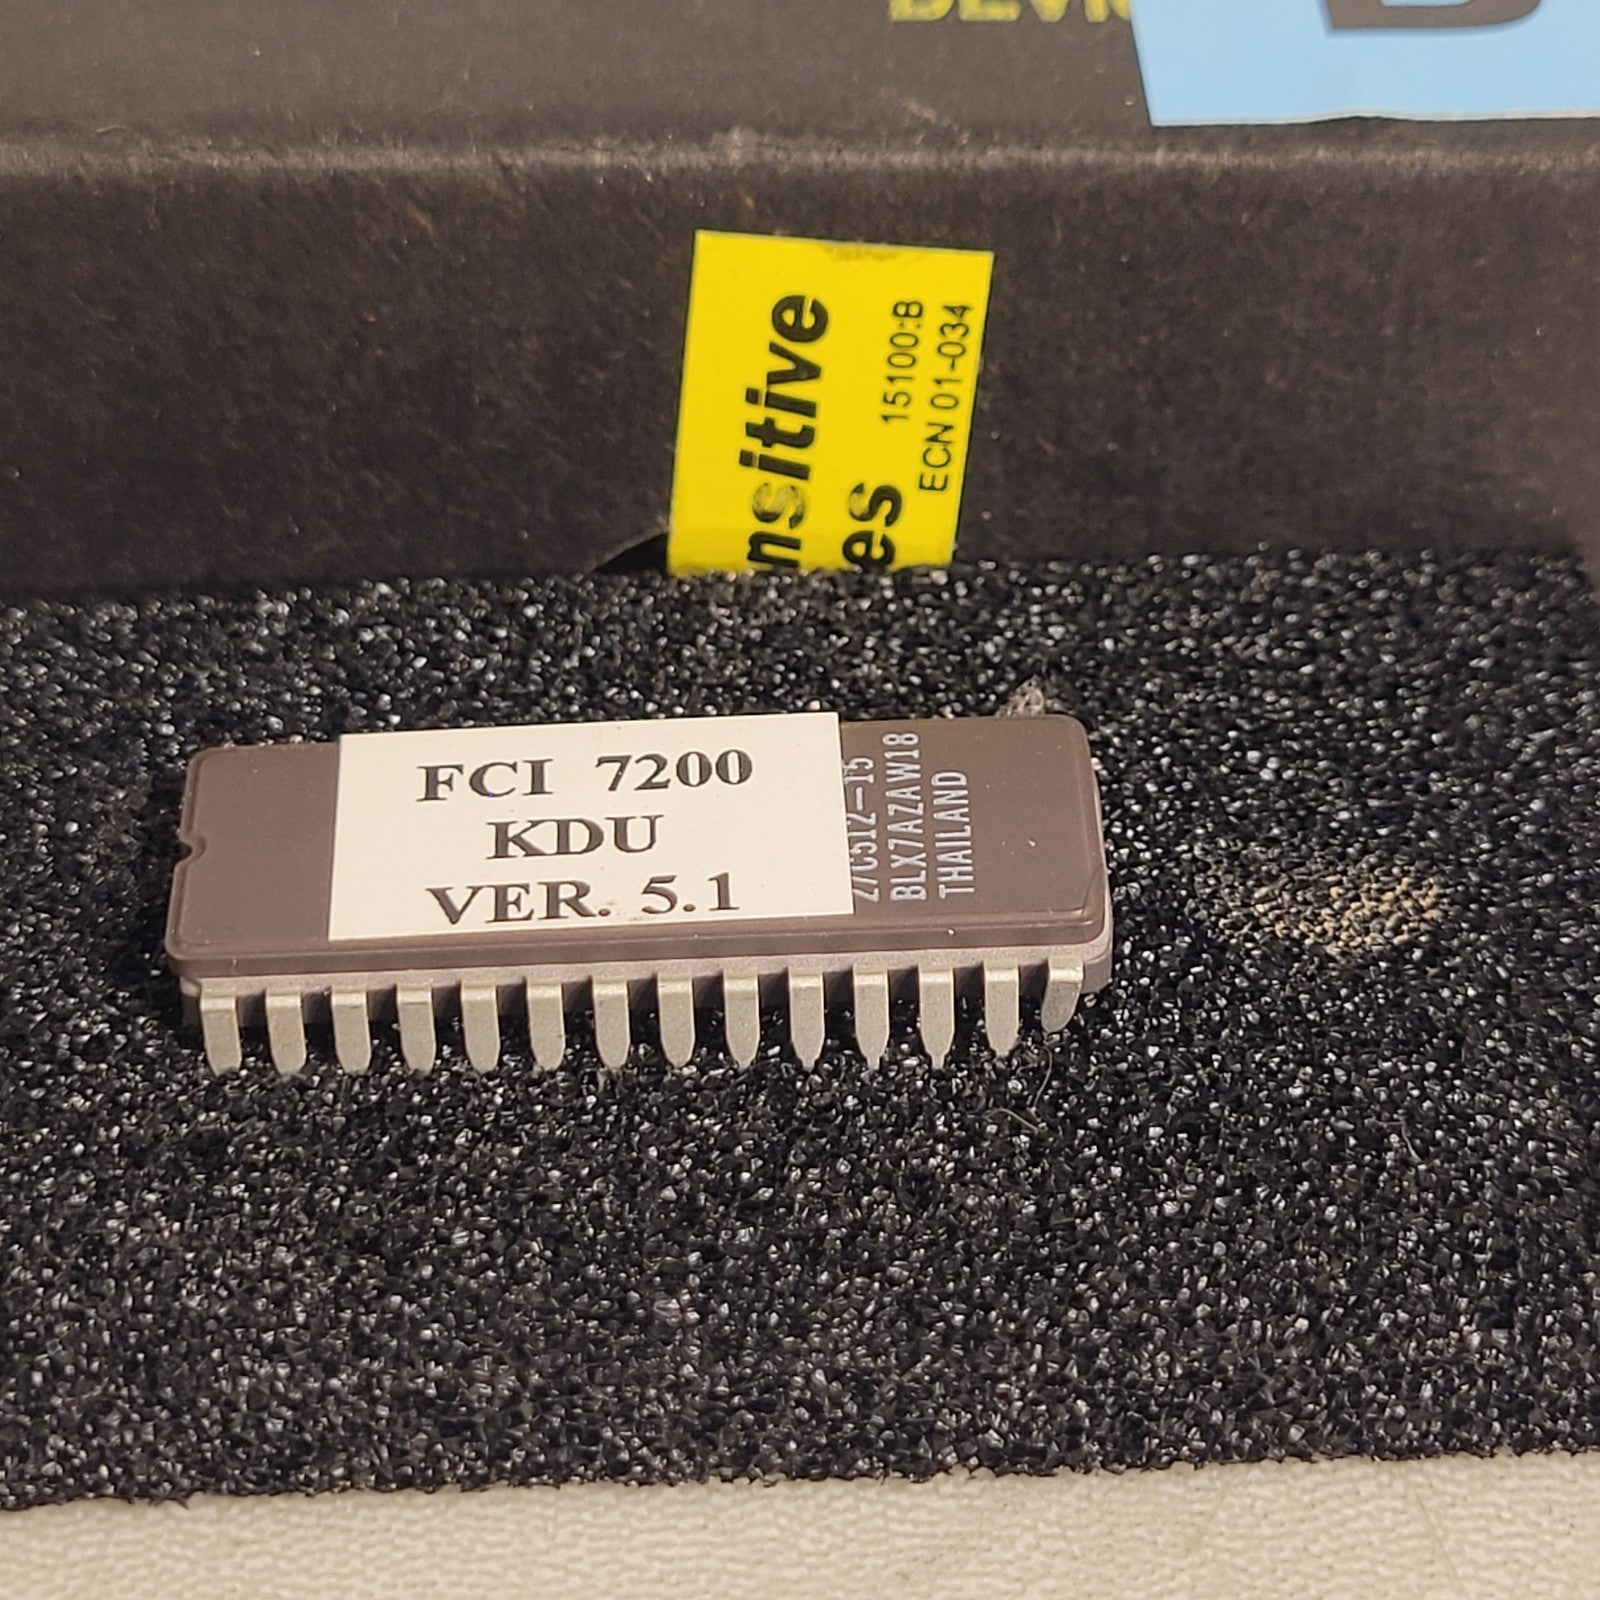 nsitive
es
15100:B
ECN 01-034
FCI 7200
KDU
VER. 5.1
27C512-15
BLX7AZAW18
THAILAND